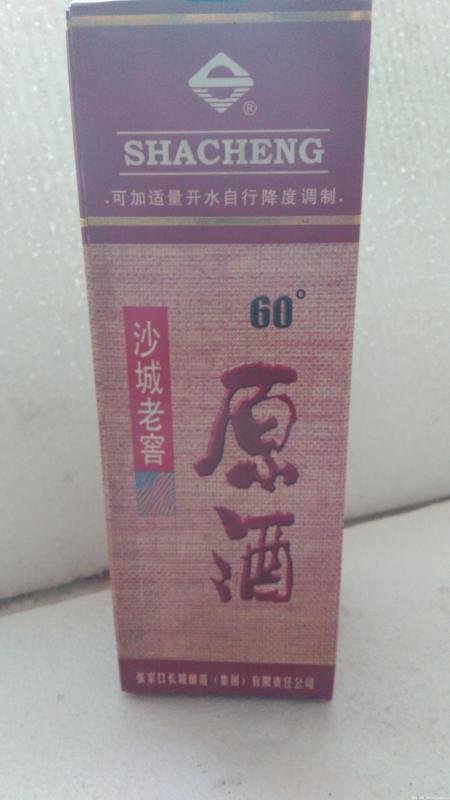 ®
SHACHENG
.可加适量开水自行降度调制.
60°
沙城老窖
原酒
张家口长城酿造（集团）有限责任公司